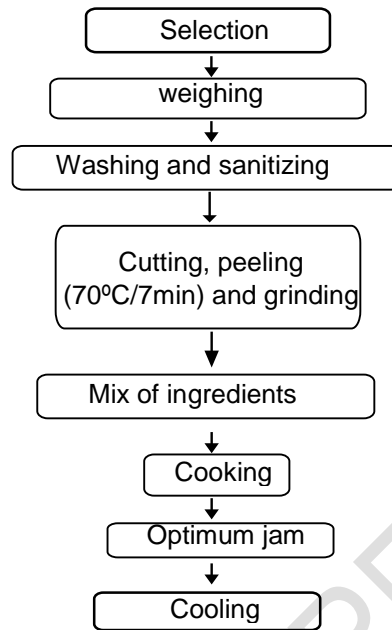 Selection
weighing
Washing and sanitizing
Cutting, peeling
(70ºC/7min) and grinding
Mix of ingredients
Cooking
Optimum jam
Cooling